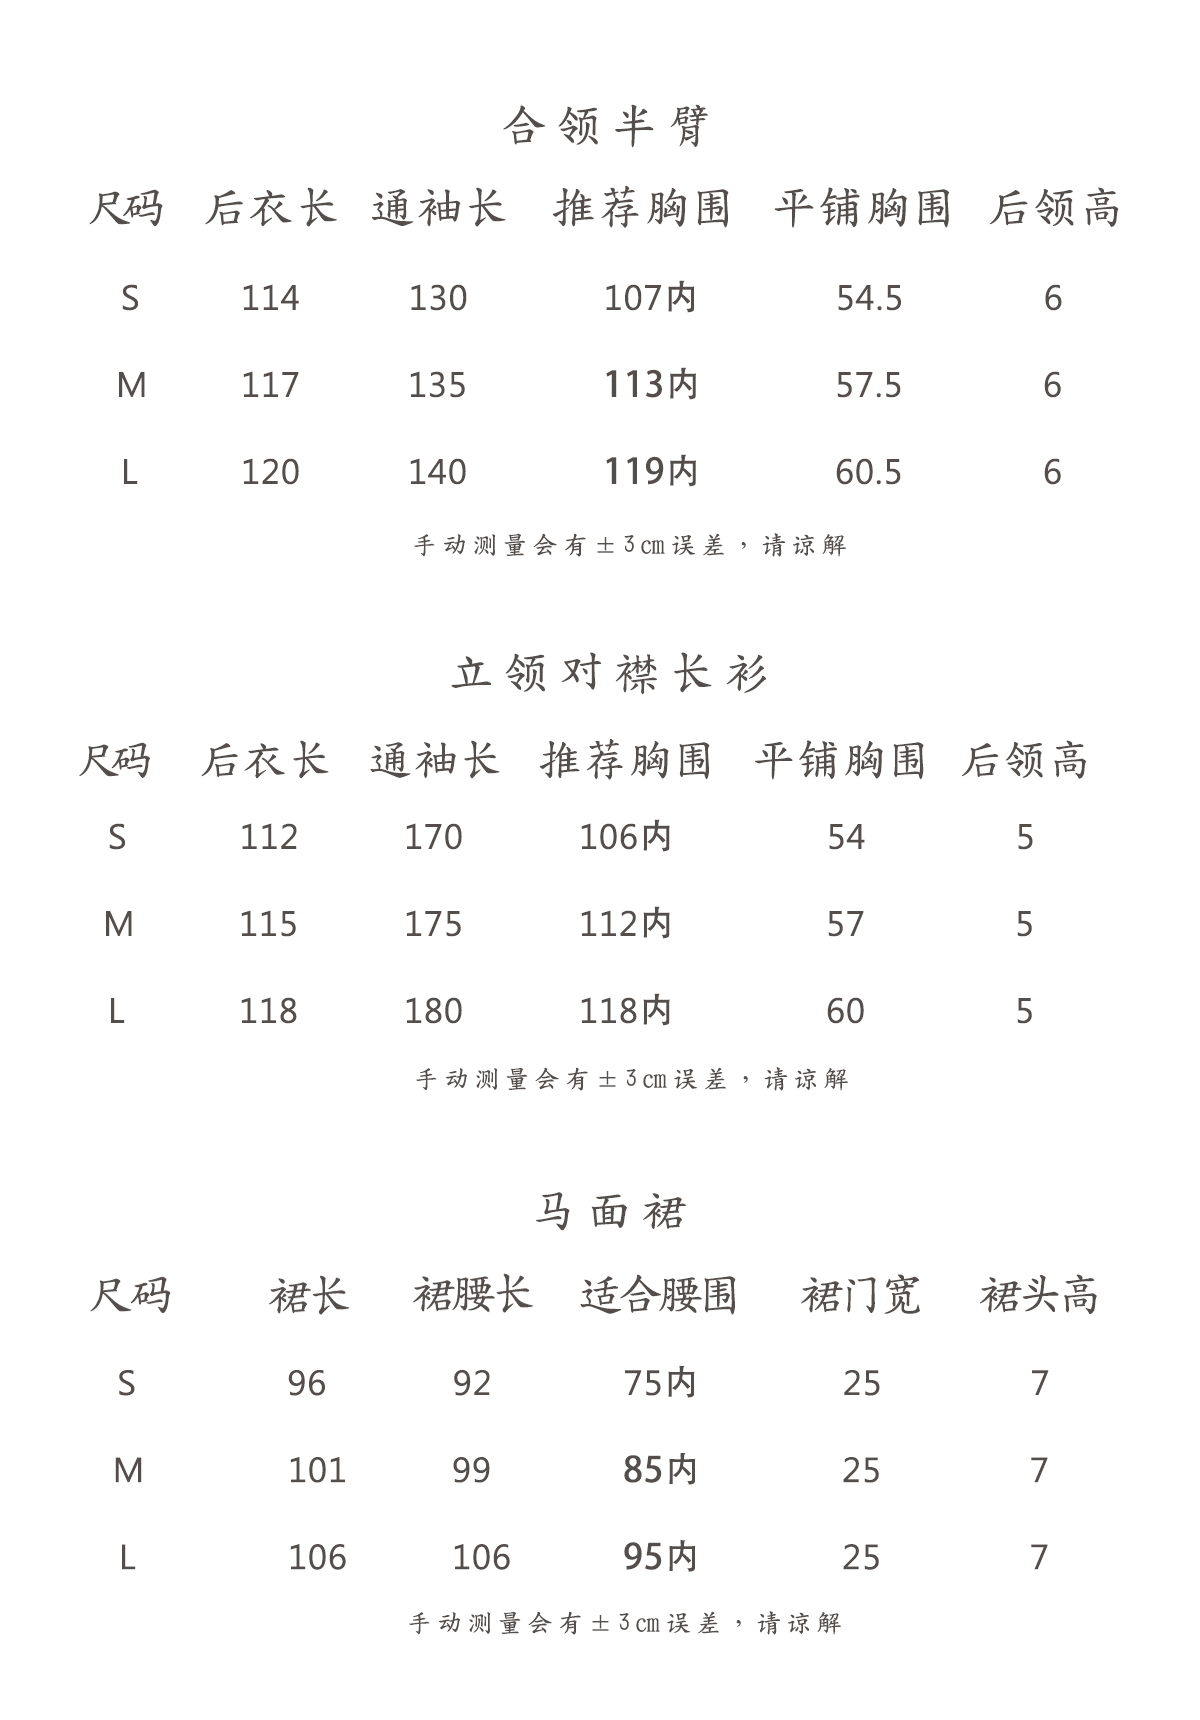 合领半臂
尺码 后衣长 通袖长 推荐胸围 平铺胸围 后领高
S 114 130 107内 54.5 6
M 117 135 113内 57.5 6
L 120 140 119内 60.5 6
手动测量会有±3㎝误差，请谅解
立领对襟长衫
尺码 后衣长 通袖长 推荐胸围 平铺胸围 后领高
S 112 170 106内 54 5
M 115 175 112内 57 5
L 118 180 118内 60 5
手动测量会有±3㎝误差，请谅解
马面裙
尺码 裙长 裙腰长 适合腰围 裙门宽 裙头高
S 96 92 75内 25 7
M 101 99 85内 25 7
L 106 106 95内 25 7
手动测量会有±3㎝误差，请谅解